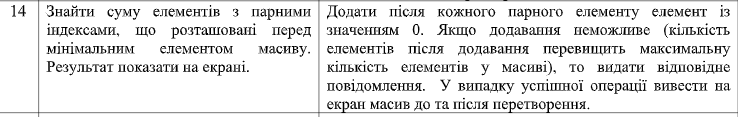 14
Знайти суму елементів з парними
індексами, що розташовані перед
мінімальним елементом масиву.
Результат показати на екрані.
Додати після кожного парного елементу елемент із
значенням 0. Якщо додавання неможливе (кількість
елементів після додавання перевищить максимальну
кількість елементів у масиві), то видати відповідне
повідомлення. У випадку успішної операції вивести на
екран масив до та після перетворення.